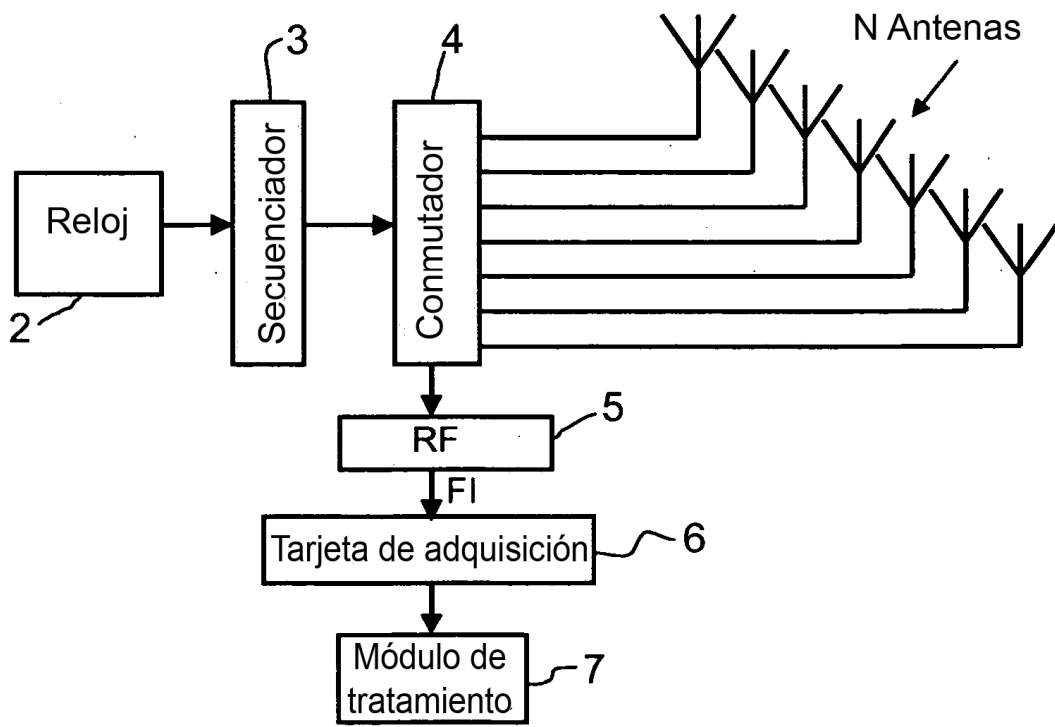 3
4
N Antenas
Reloj
Secuenciador
Conmutador
2
RF
5
FI
Tarjeta de adquisición
6
Módulo de
tratamiento
7